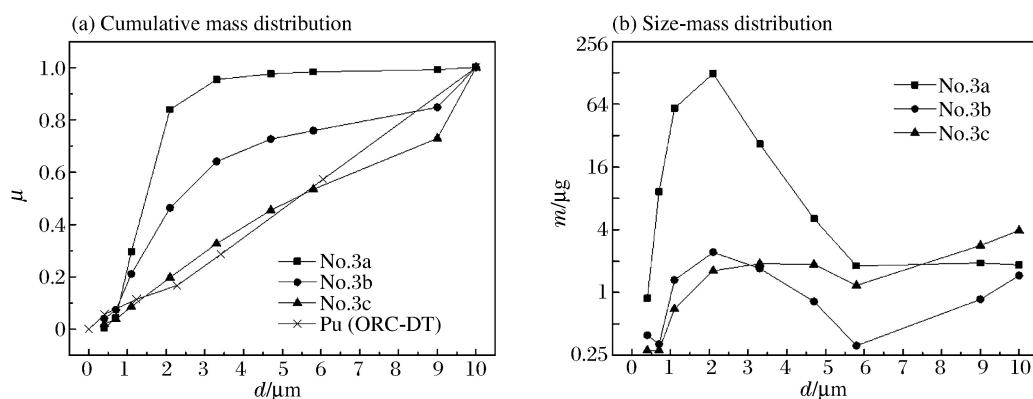 (a) Cumulative mass distribution
1.0
0.8
0.6
0.4
0.2
0
μ
No.3a
No.3b
No.3c
Pu (ORC-DT)
0 1 2 3 4 5 6 7 8 9 10
d/μm
(b) Size-mass distribution
256
64
16
4
1
0.25
m/μg
No.3a
No.3b
No.3c
0 1 2 3 4 5 6 7 8 9 10
d/μm